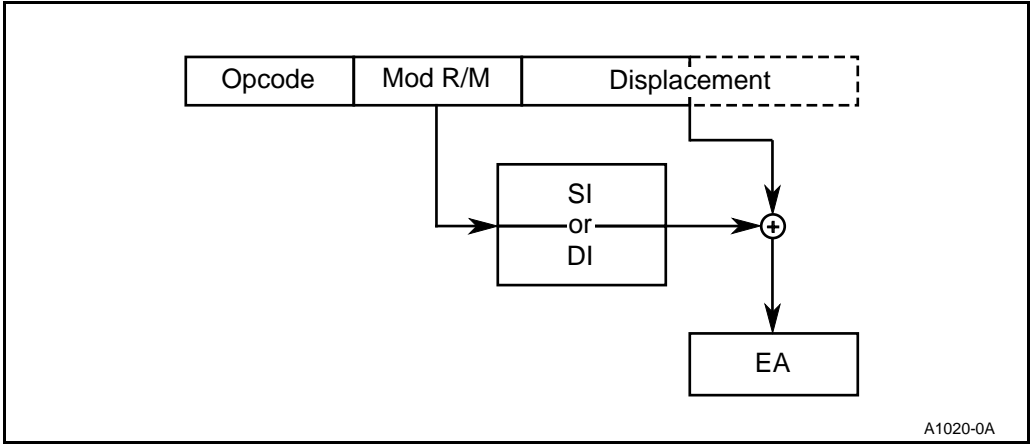 Opcode Mod R/M Displacement
SI
or
DI
+
EA
A1020-0A